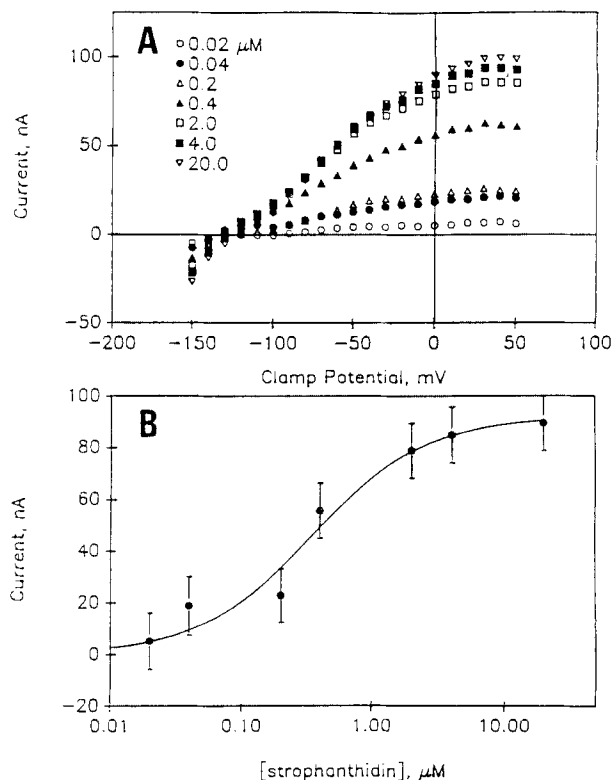 A
○ 0.02 μM
● 0.04
△ 0.2
▲ 0.4
□ 2.0
■ 4.0
▽ 20.0
100
50
0
−50
Current, nA
−200 −150 −100 −50 0 50 100
Clamp Potential, mV
B
100
80
60
40
20
0
−20
Current, nA
0.01 0.10 1.00 10.00
[strophanthidin], μM